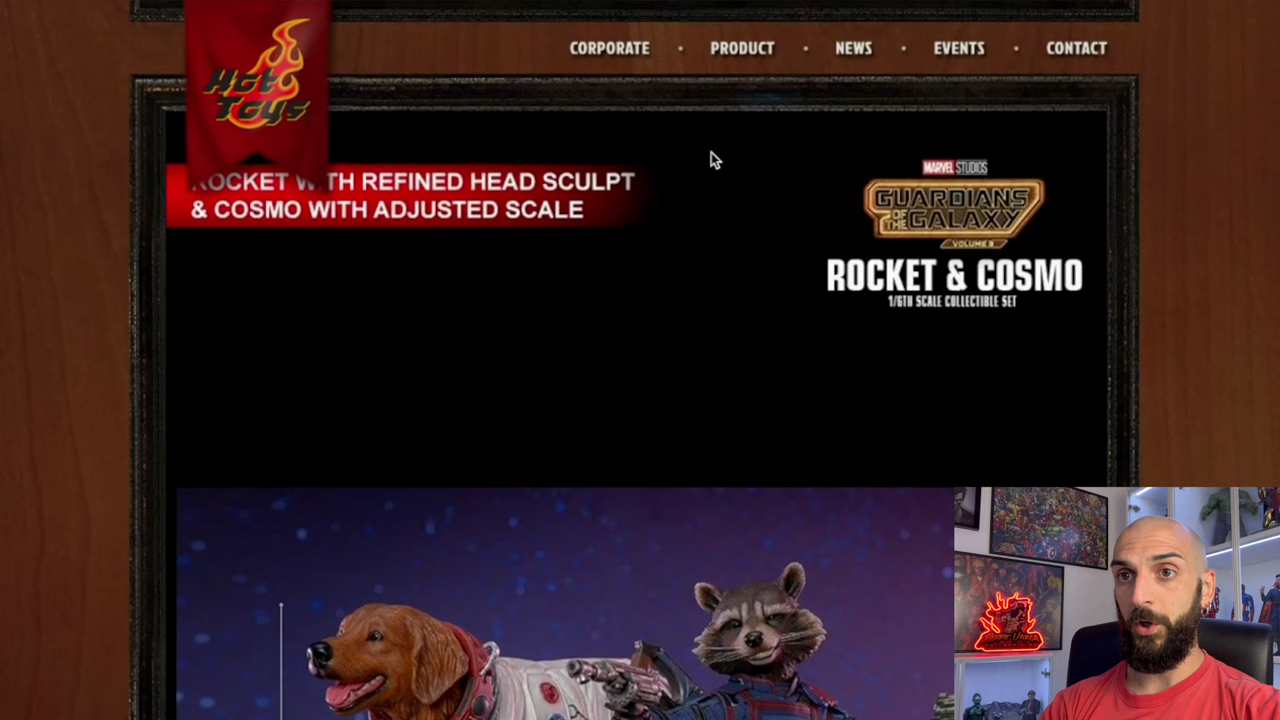 CORPORATE • PRODUCT • NEWS • EVENTS • CONTACT
Hot
Toys
ROCKET WITH REFINED HEAD SCULPT
& COSMO WITH ADJUSTED SCALE
MARVEL STUDIOS
GUARDIANS
OF THE GALAXY
VOLUME 3
ROCKET & COSMO
1/6TH SCALE COLLECTIBLE SET